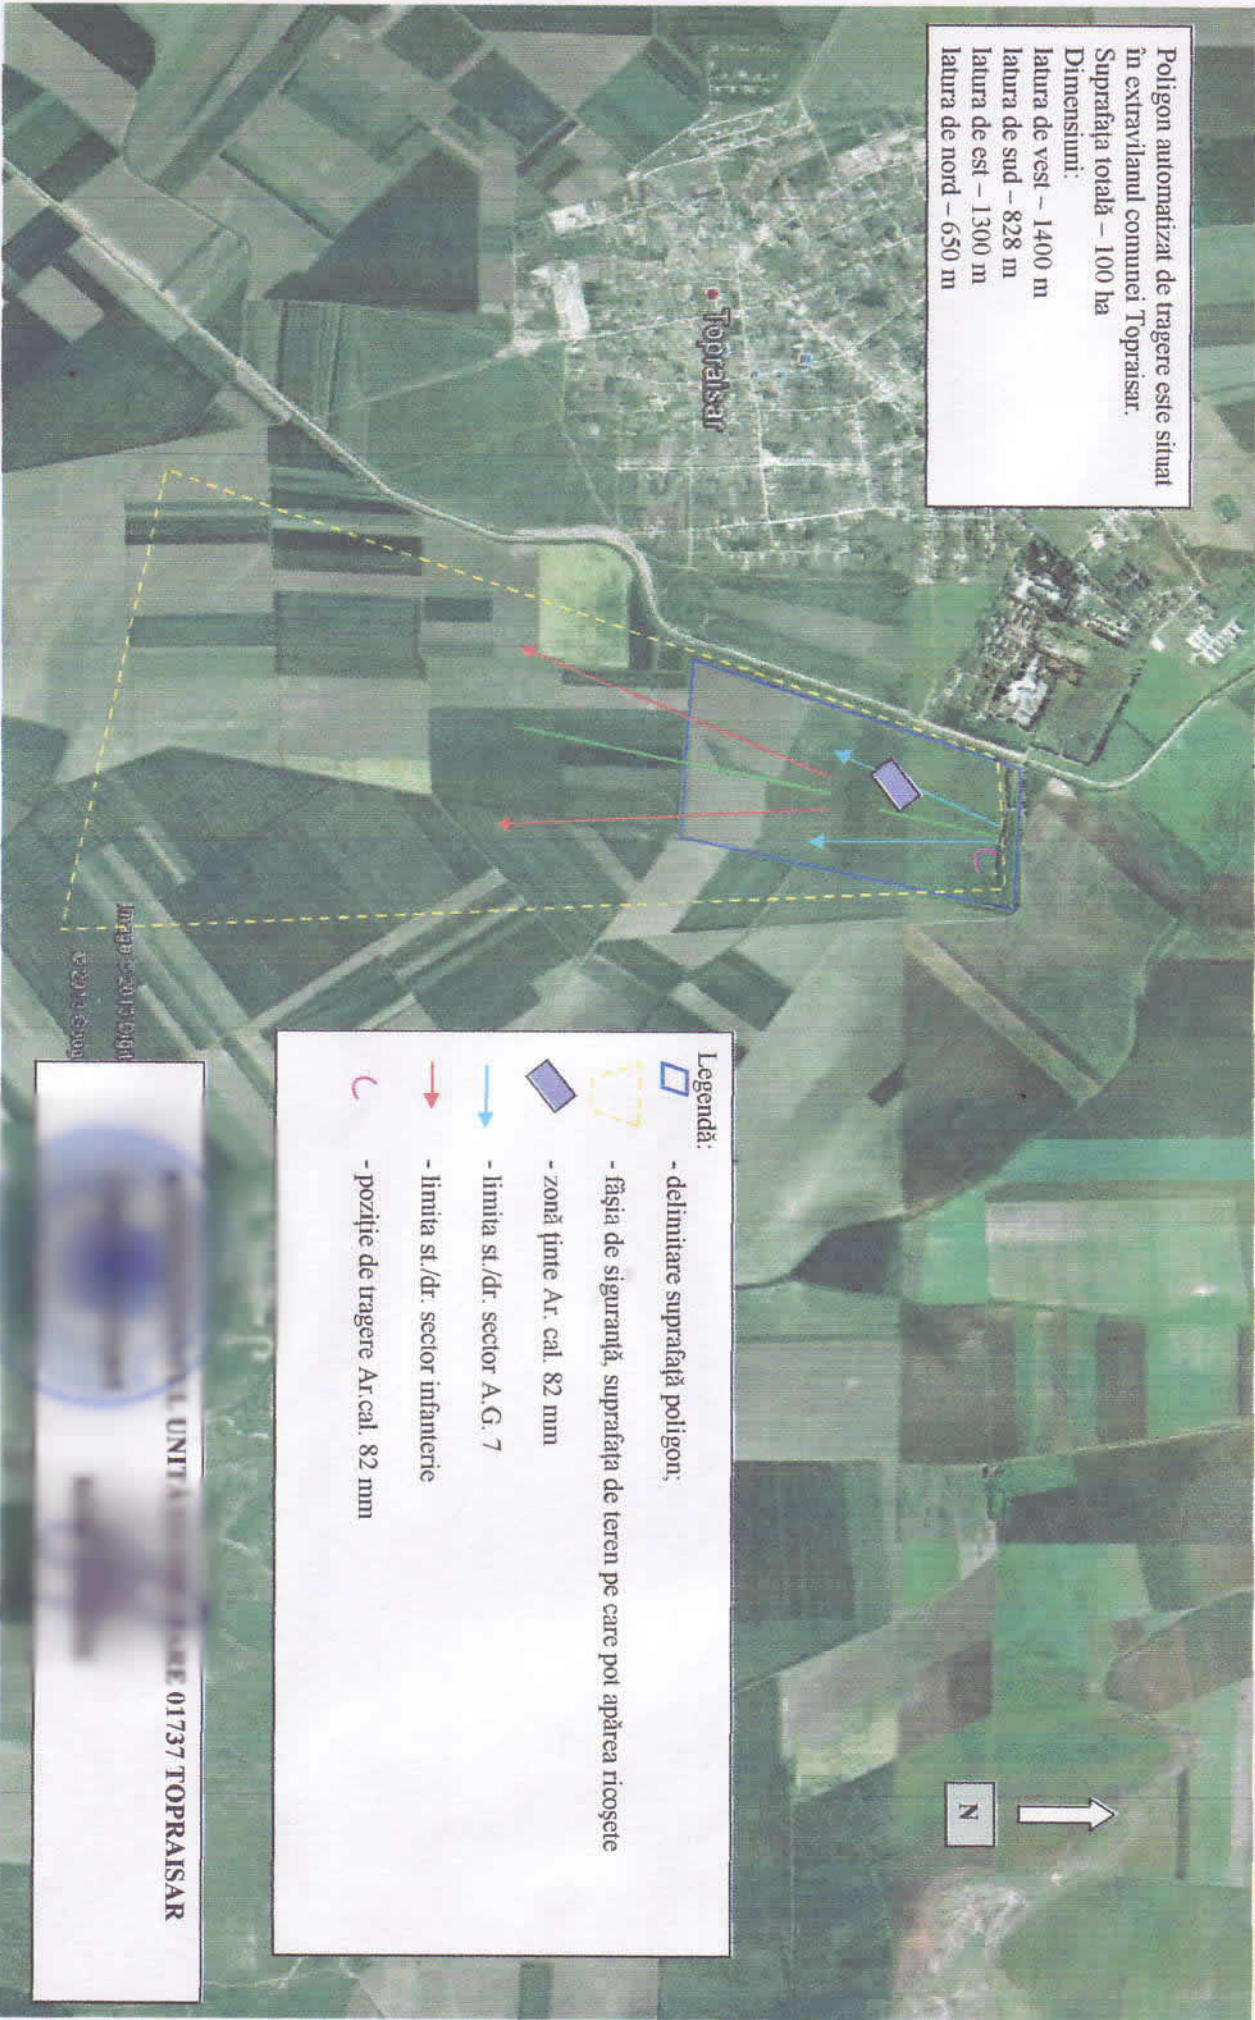 Poligon automatizat de tragere este situat
în extravilanul comunei Topraisar.
Suprafața totală – 100 ha
Dimensiuni:
latura de vest – 1400 m
latura de sud – 828 m
latura de est – 1300 m
latura de nord – 650 m
Topraisar
N
Legendă:
- delimitare suprafață poligon;
- fâșia de siguranță, suprafața de teren pe care pot apărea ricoșete
- zonă ținte Ar. cal. 82 mm
- limita st./dr. sector A.G. 7
- limita st./dr. sector infanterie
- poziție de tragere Ar.cal. 82 mm
Image ©
©
01737 TOPRAISAR